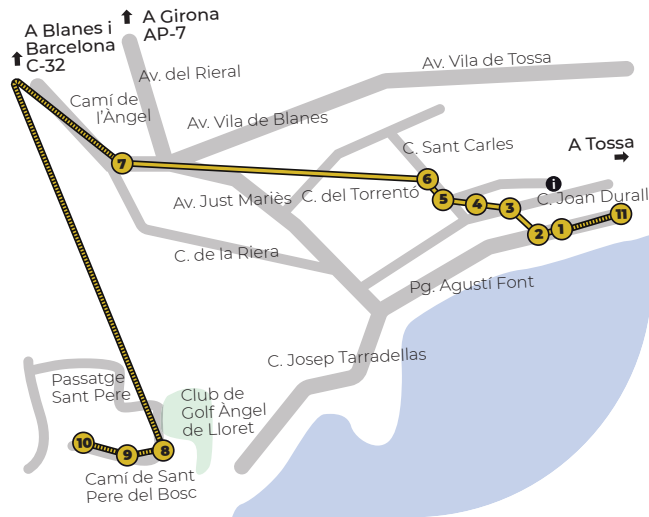 A Blanes i
Barcelona
C-32
A Girona
AP-7
Av. del Rieral
Av. Vila de Tossa
Camí de
l'Àngel
Av. Vila de Blanes
C. Sant Carles
A Tossa
7
6
i
Av. Just Mariès
C. del Torrentó
5
4
3
C. Joan Durall
11
2
1
C. de la Riera
Pg. Agustí Font
C. Josep Tarradellas
Passatge
Sant Pere
Club de
Golf Àngel
de Lloret
10
9
8
Camí de Sant
Pere del Bosc